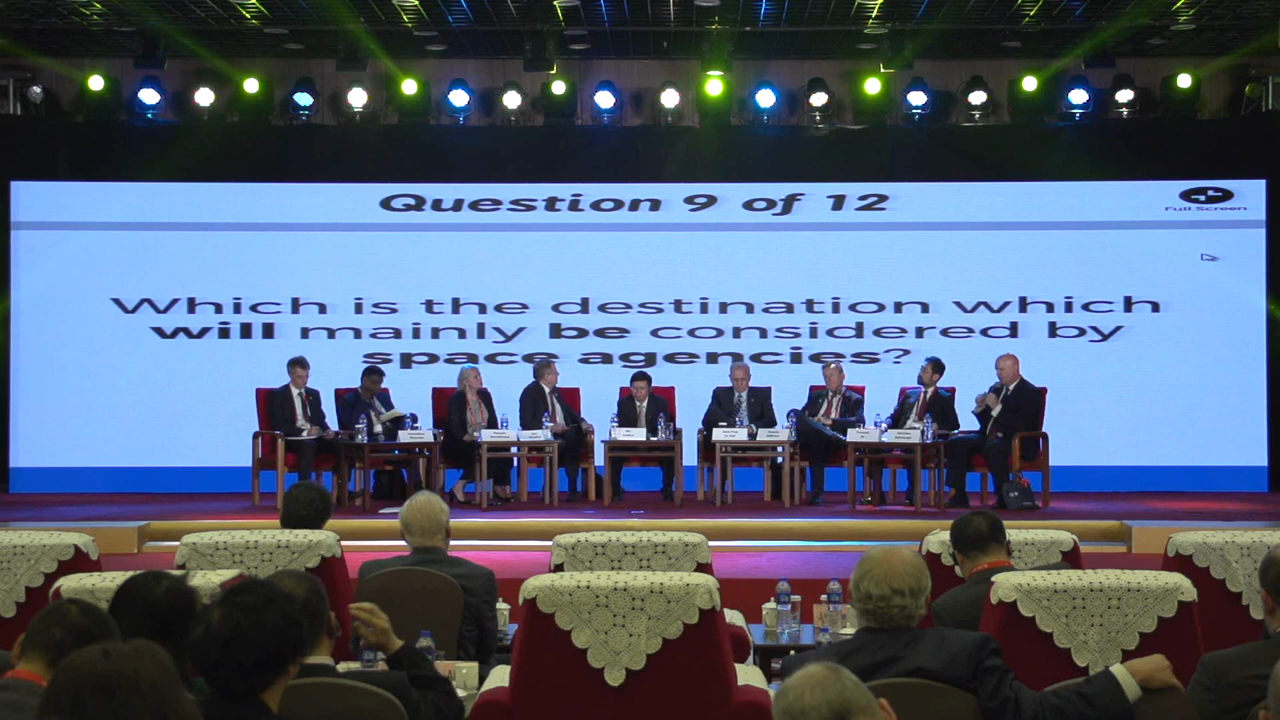 Question 9 of 12
Full Screen
Which is the destination which
will mainly be considered by
space agencies?